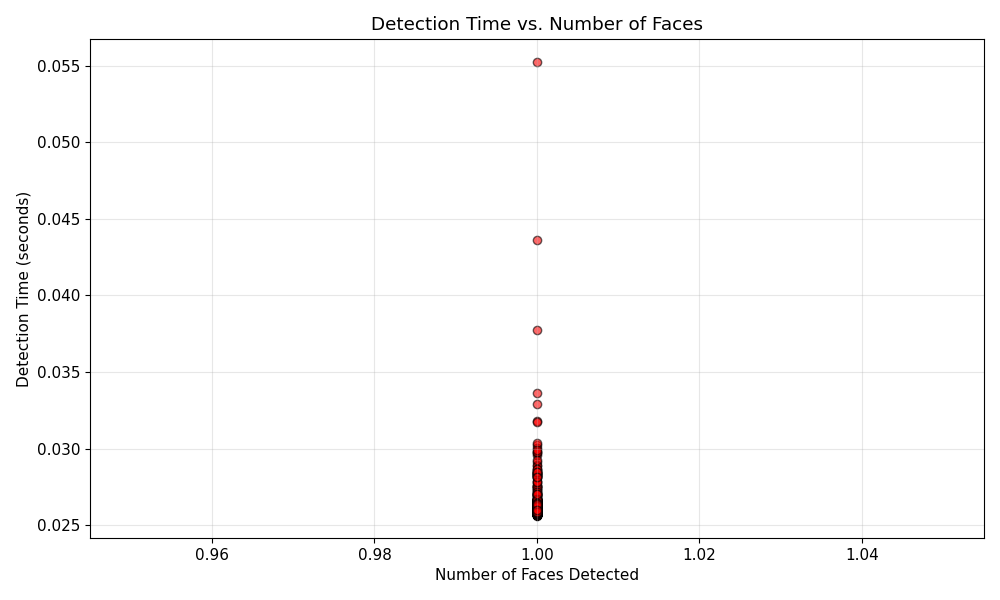 Detection Time vs. Number of Faces
Detection Time (seconds)
0.055
0.050
0.045
0.040
0.035
0.030
0.025
0.96 0.98 1.00 1.02 1.04
Number of Faces Detected